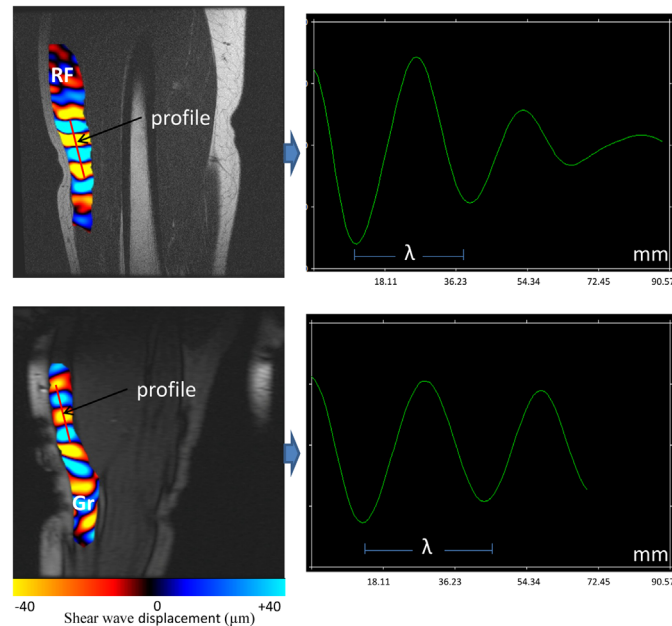 RF
profile
λ
mm
18.11 36.23 54.34 72.45 90.57
profile
Gr
λ
mm
18.11 36.23 54.34 72.45 90.57
-40 0 +40
Shear wave displacement (µm)